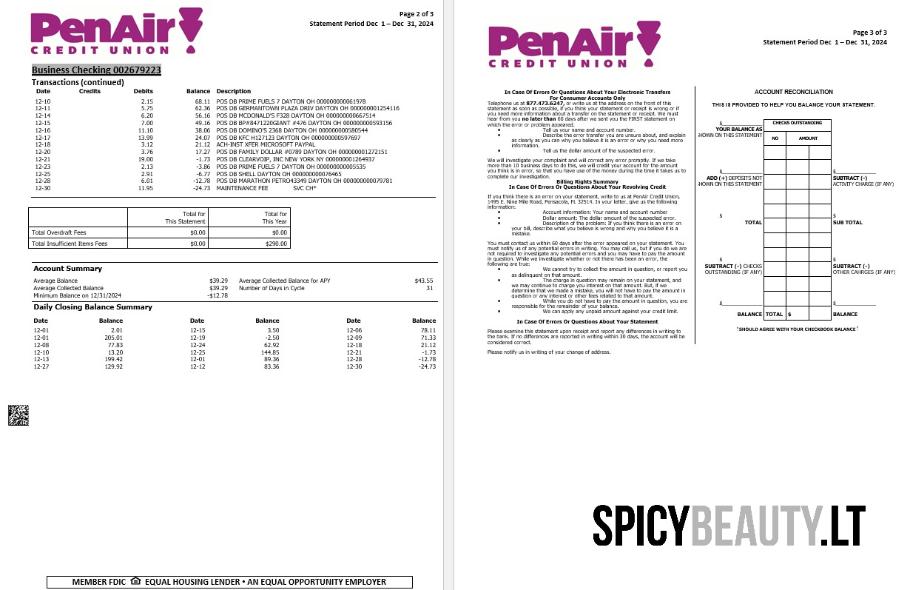 PenAir
CREDIT UNION
Page 2 of 3
Statement Period Dec 1 – Dec 31, 2024
Business Checking 002679223
Transactions (continued)
Date Credits Debits Balance Description
12-10 2.15 68.11 POS DB PRIME FUELS 7 DAYTON OH
12-11 5.75 62.36 POS DB GERMANTOWN PLAZA DRIV DAYTON OH
12-14 6.20 56.16 POS DB MCDONALD'S F328 DAYTON OH
12-15 7.00 49.16 POS DB BP#8471220GIANT #476 DAYTON OH
12-16 11.10 38.06 POS DB DOMINO'S 2368 DAYTON OH
12-17 13.99 24.07 POS DB KFC H127123 DAYTON OH
12-18 3.12 21.12 ACH-INST XFER MICROSOFT PAYPAL
12-20 3.76 17.27 POS DB FAMILY DOLLAR #0789 DAYTON OH
12-21 19.00 -1.73 POS DB CLEARVOIP, INC NEW YORK NY
12-23 2.13 -3.86 POS DB PRIME FUELS 7 DAYTON OH
12-25 2.91 -6.77 POS DB SHELL DAYTON OH
12-28 6.01 -12.78 POS DB MARATHON PETRO43349 DAYTON OH
12-30 11.95 -24.73 MAINTENANCE FEE SVC CH*
Total for This Statement
Total for This Year
Total Overdraft Fees $0.00 $0.00
Total Insufficient Items Fees $0.00 $290.00
Account Summary
Average Balance $39.29 Average Collected Balance for APY $43.55
Average Collected Balance $39.29 Number of Days in Cycle 31
Minimum Balance on 12/31/2024 -$12.78
Daily Closing Balance Summary
Date Balance Date Balance Date Balance
12-01 2.01 12-15 3.50 12-06 78.11
12-01 205.01 12-19 -2.50 12-09 71.33
12-08 77.83 12-24 62.92 12-18 21.12
12-10 13.20 12-25 144.85 12-21 -1.73
12-13 199.42 12-01 89.36 12-28 -12.78
12-27 129.92 12-12 83.36 12-30 -24.73
MEMBER FDIC EQUAL HOUSING LENDER • AN EQUAL OPPORTUNITY EMPLOYER
PenAir
CREDIT UNION
Page 3 of 3
Statement Period Dec 1 – Dec 31, 2024
In Case Of Errors Or Questions About Your Electronic Transfers
For Consumer Accounts Only
Telephone us at 877.473.6247, or write us at the address on the front of this
statement as soon as possible, if you think your statement or receipt is wrong or if
you need more information about a transfer on the statement or receipt. We must
hear from you no later than 60 days after we sent you the FIRST statement on
which the error or problem appeared.
• Tell us your name and account number.
• Describe the error or transfer you are unsure about, and explain
as clearly as you can why you believe it is an error or why you need more
information.
• Tell us the dollar amount of the suspected error.
We will investigate your complaint and will correct any error promptly. If we take
more than 10 business days to do this, we will credit your account for the amount
you think is in error, so that you have use of the money during the time it takes us to
complete our investigation.
Billing Rights Summary
In Case Of Errors Or Questions About Your Revolving Credit
If you think there is an error on your statement, write to us at PenAir Credit Union,
1495 E. Nine Mile Road, Pensacola, FL 32514. In your letter, give us the following
information:
• Account information: Your name and account number
• Dollar amount: The dollar amount of the suspected error.
• Description of the problem: If you think there is an error on
your bill, describe what you believe is wrong and why you believe it is a
mistake.
You must contact us within 60 days after the error appeared on your statement. You
must notify us of any potential errors in writing. You may call us, but if you do we are
not required to investigate any potential errors and you may have to pay the amount
in question. While we investigate whether or not there has been an error, the
following are true:
• We cannot try to collect the amount in question, or report you
as delinquent on that amount.
• The charge in question may remain on your statement, and
we may continue to charge you interest on that amount. But, if we
determine that we made a mistake, you will not have to pay the amount in
question or any interest or other fees related to that amount.
• While you do not have to pay the amount in question, you are
responsible for the remainder of your balance.
• We can apply any unpaid amount against your credit limit.
In Case Of Errors Or Questions About Your Statement
Please examine this statement upon receipt and report any differences in writing to
the bank. If no differences are reported in writing within 30 days, the account will be
considered correct.
Please notify us in writing of your change of address.
ACCOUNT RECONCILIATION
THIS IS PROVIDED TO HELP YOU BALANCE YOUR STATEMENT.
CHECKS OUTSTANDING
NO AMOUNT
$
YOUR BALANCE AS
SHOWN ON THIS STATEMENT
$
ADD (+) DEPOSITS NOT
SHOWN ON THIS STATEMENT
$
SUBTRACT (-)
ACTIVITY CHARGE (IF ANY)
$
TOTAL
$
SUB TOTAL
$
SUBTRACT (-) CHECKS
OUTSTANDING (IF ANY)
$
SUBTRACT (-)
OTHER CHARGES (IF ANY)
$
BALANCE TOTAL $
$
BALANCE
*SHOULD AGREE WITH YOUR CHECKBOOK BALANCE*
SPICYBEAUTY.LT